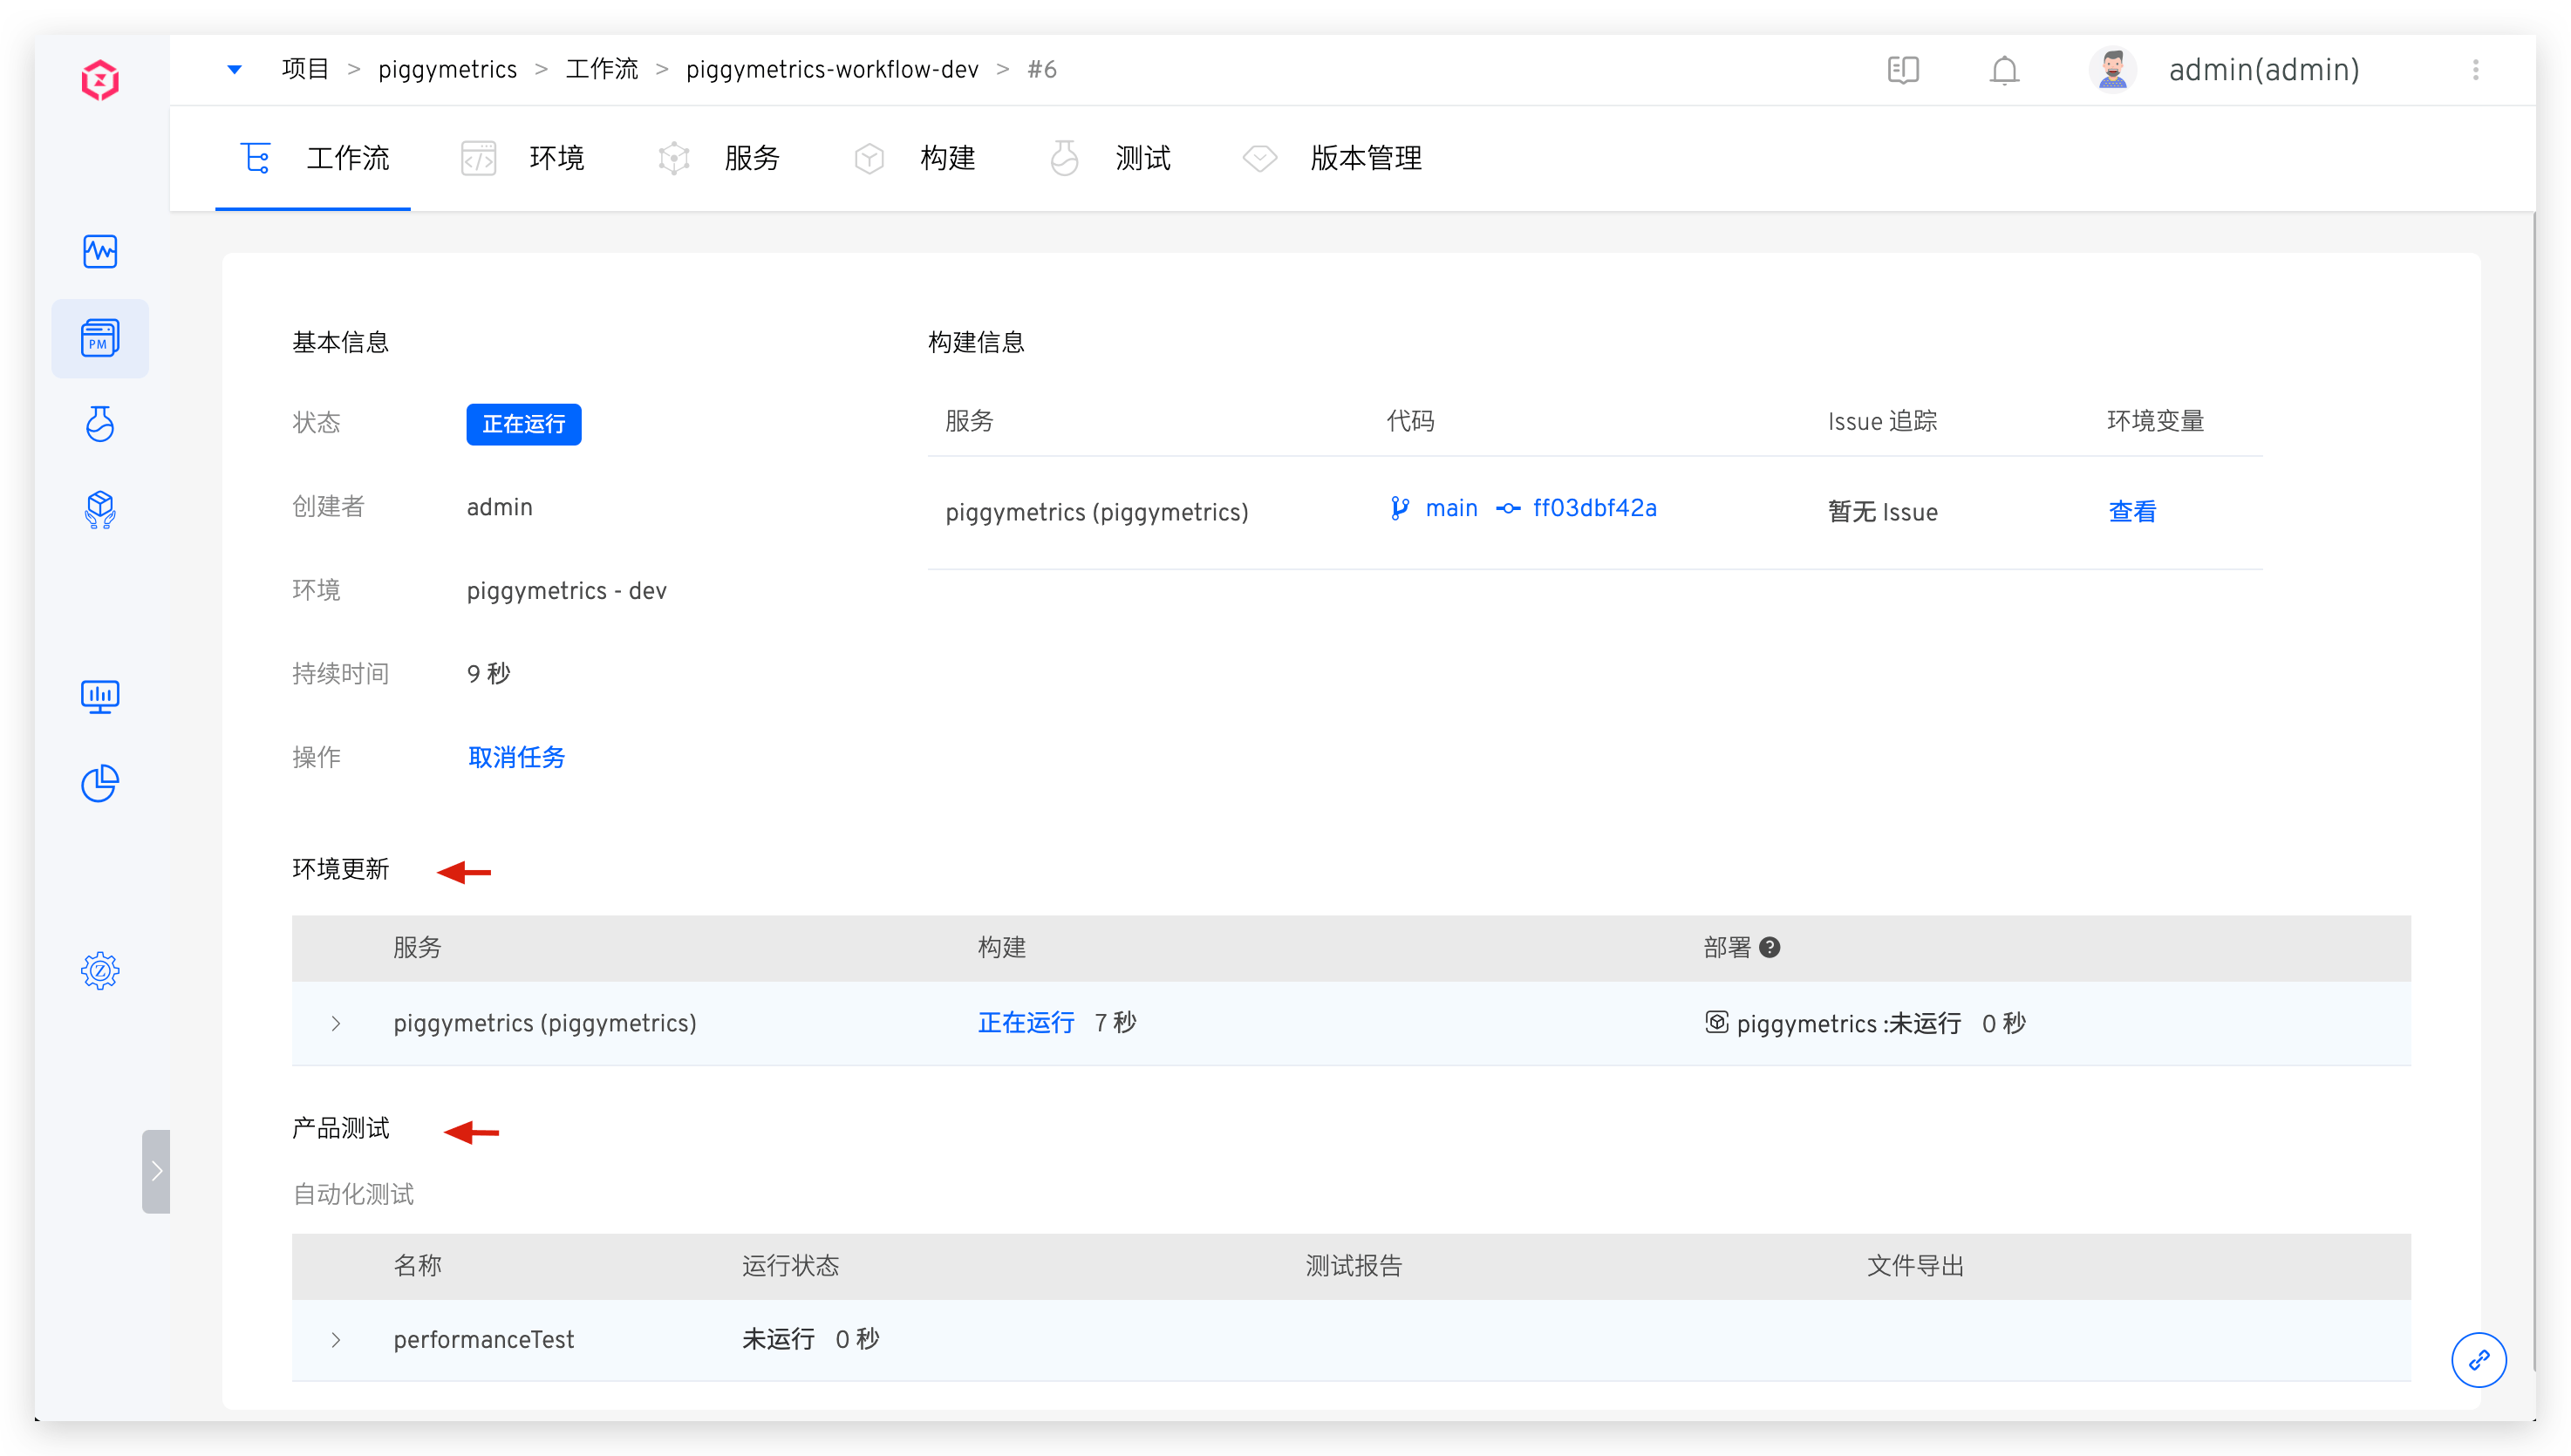 项目 > piggymetrics > 工作流 > piggymetrics-workflow-dev > #6
admin(admin)
工作流 环境 服务 构建 测试 版本管理
PM
基本信息
状态 正在运行
创建者 admin
环境 piggymetrics - dev
持续时间 9 秒
操作 取消任务
构建信息
服务 代码 Issue 追踪 环境变量
piggymetrics (piggymetrics) main ff03dbf42a 暂无 Issue 查看
环境更新
服务 构建 部署 ?
piggymetrics (piggymetrics) 正在运行 7 秒 piggymetrics :未运行 0 秒
产品测试
自动化测试
名称 运行状态 测试报告 文件导出
performanceTest 未运行 0 秒